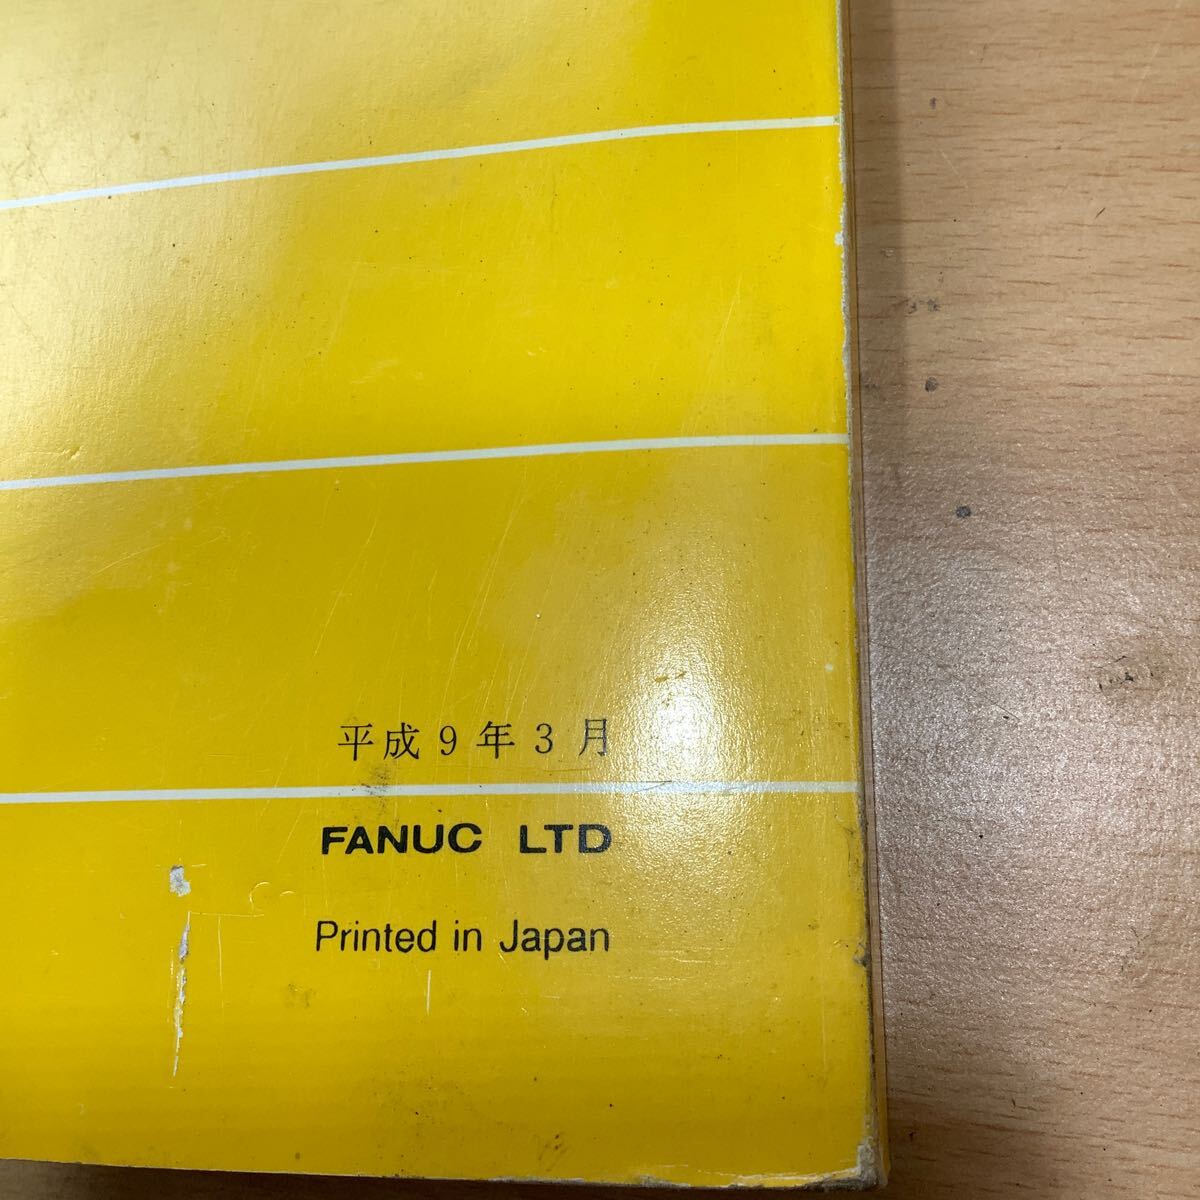 平成9年3月
FANUC LTD
Printed in Japan